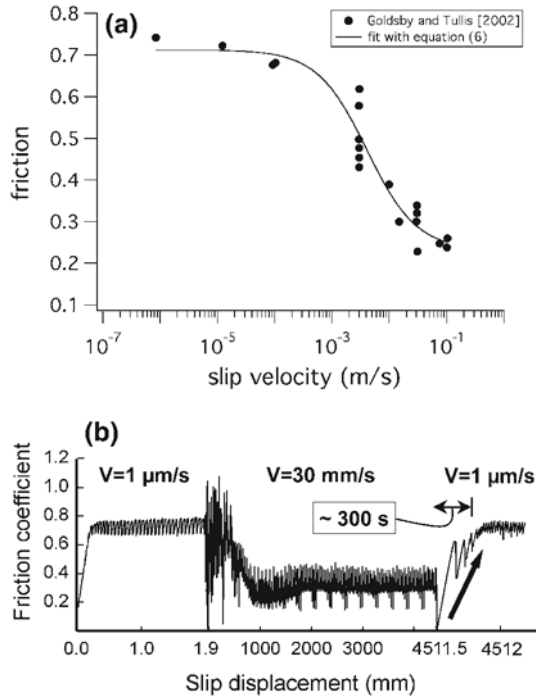 (a)
Goldsby and Tullis [2002]
fit with equation (6)
friction
0.8
0.7
0.6
0.5
0.4
0.3
0.2
0.1
10-7 10-5 10-3 10-1
slip velocity (m/s)
(b)
Friction coefficient
1.2
1.0
0.8
0.6
0.4
0.2
V=1 µm/s V=30 mm/s V=1 µm/s
~ 300 s
0.0 1.0 1.9 1000 2000 3000 4511.5 4512
Slip displacement (mm)